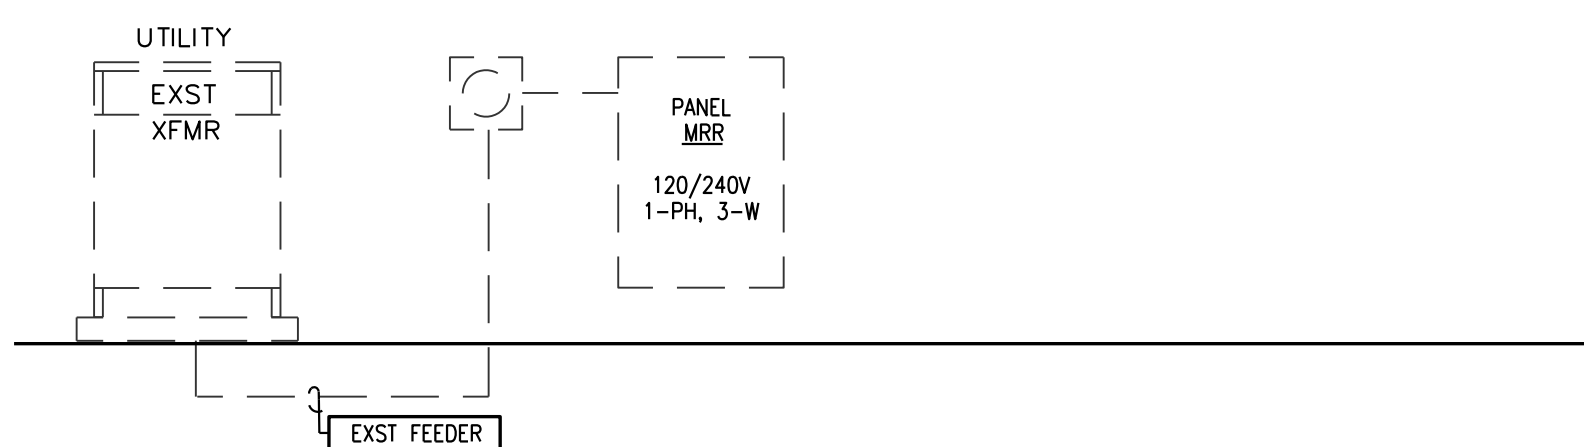 UTILITY
EXST
XFMR
PANEL
MRR
120/240V
1-PH, 3-W
EXST FEEDER